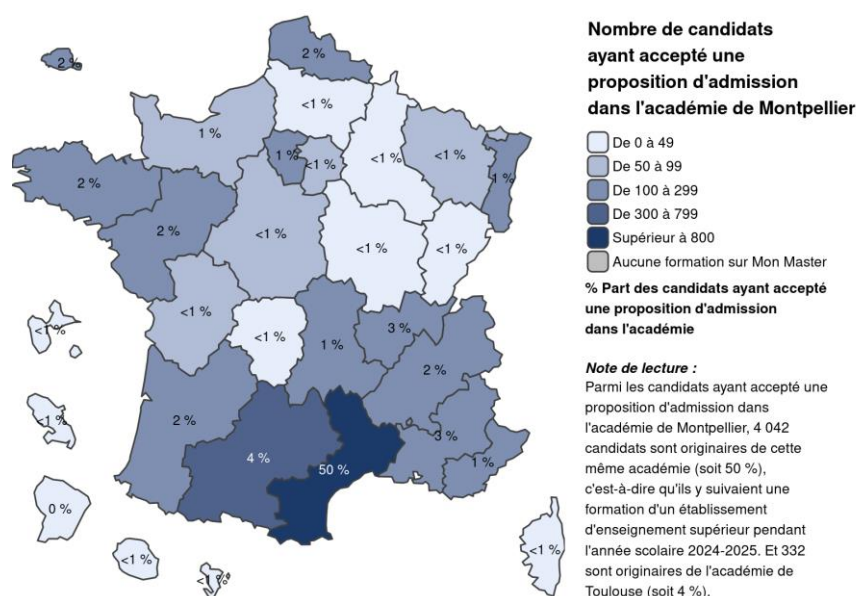 Nombre de candidats
ayant accepté une
proposition d'admission
dans l'académie de Montpellier
De 0 à 49
De 50 à 99
De 100 à 299
De 300 à 799
Supérieur à 800
Aucune formation sur Mon Master
% Part des candidats ayant accepté
une proposition d'admission
dans l'académie
Note de lecture :
Parmi les candidats ayant accepté une
proposition d'admission dans
l'académie de Montpellier, 4 042
candidats sont originaires de cette
même académie (soit 50 %),
c'est-à-dire qu'ils y suivaient une
formation d'un établissement
d'enseignement supérieur pendant
l'année scolaire 2024-2025. Et 332
sont originaires de l'académie de
Toulouse (soit 4 %).
2 %
2 %
<1 %
1 %
1 %
<1 %
<1 %
<1 %
1 %
2 %
2 %
<1 %
<1 %
<1 %
<1 %
<1 %
1 %
3 %
2 %
2 %
4 %
50 %
3 %
1 %
<1 %
<1 %
0 %
<1 %
<1 %
<1 %